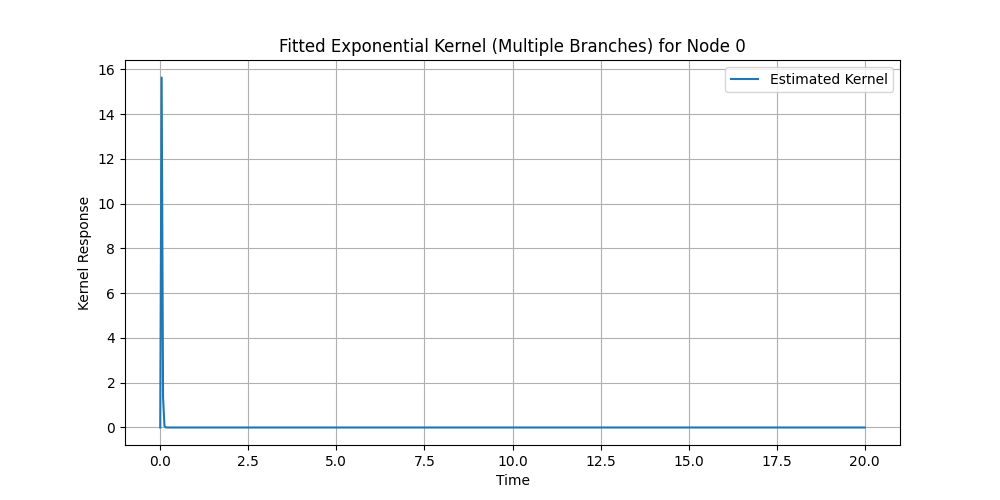 Fitted Exponential Kernel (Multiple Branches) for Node 0
Estimated Kernel
Kernel Response
16
14
12
10
8
6
4
2
0
0.0 2.5 5.0 7.5 10.0 12.5 15.0 17.5 20.0
Time